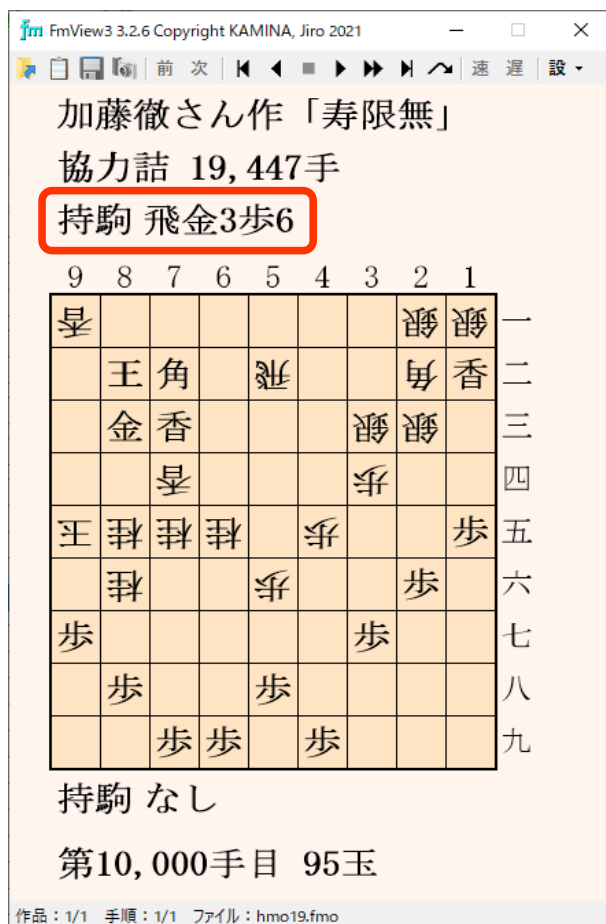 fm FmView3 3.2.6 Copyright KAMINA, Jiro 2021
前 次 速 遅 設
加藤徹さん作「寿限無」
協力詰 19,447手
持駒 飛金3歩6
9 8 7 6 5 4 3 2 1
香 銀 銀 一
王 角 飛 角 香 二
金 香 銀 銀 三
香 歩 四
王 桂 桂 桂 歩 歩 五
桂 歩 歩 六
歩 歩 七
歩 歩 八
歩 歩 歩 九
持駒 なし
第10,000手目 95玉
作品:1/1 手順:1/1 ファイル:hmo19.fmo